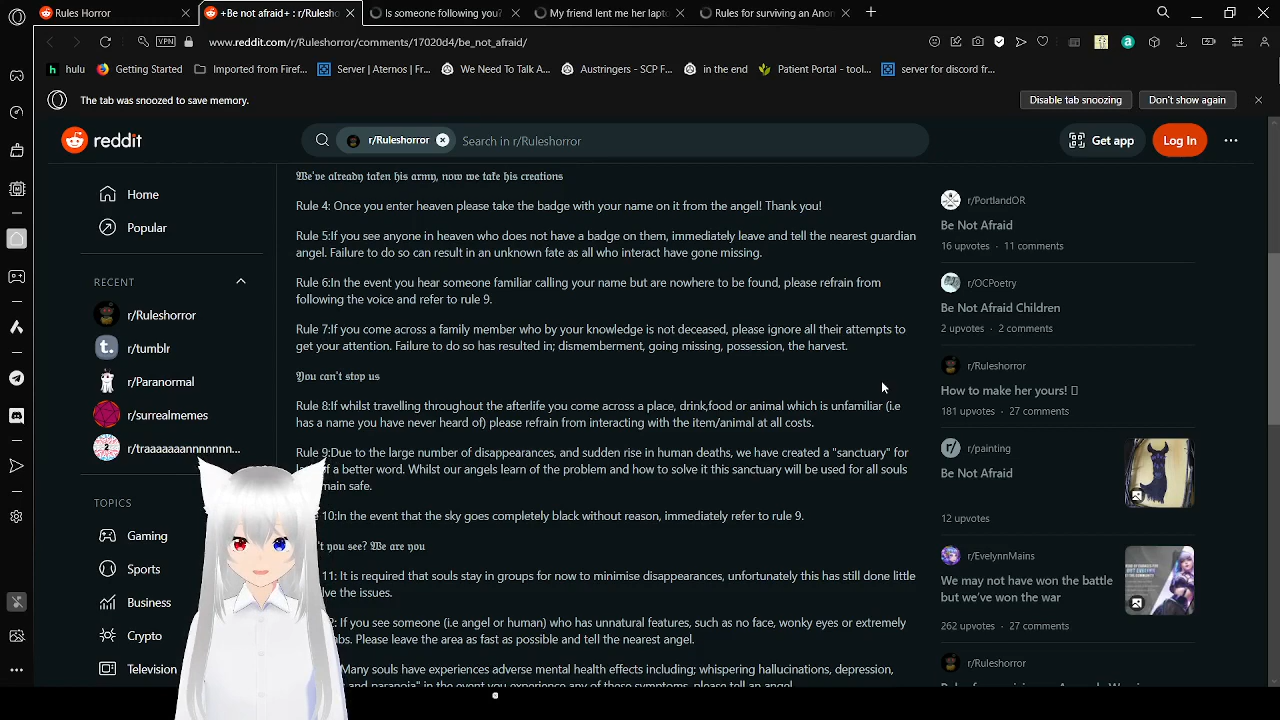 Rules Horror
+Be not afraid+ : r/Rulesh
Is someone following you?
My friend lent me her lapto
Rules for surviving an Anon
VPN
www.reddit.com/r/Ruleshorror/comments/17020d4/be_not_afraid/
hulu
Getting Started
Imported from Firef...
Server | Aternos | Fr...
We Need To Talk A...
Austringers - SCP F...
in the end
Patient Portal - tool...
server for discord fr...
The tab was snoozed to save memory.
Disable tab snoozing
Don't show again
reddit
r/Ruleshorror
Search in r/Ruleshorror
Get app
Log In
Home
Popular
RECENT
r/Ruleshorror
r/tumblr
r/Paranormal
r/surrealmemes
r/traaaaaaannnnnnn...
TOPICS
Gaming
Sports
Business
Crypto
Television
We've already taken his army, now we take his creations
Rule 4: Once you enter heaven please take the badge with your name on it from the angel! Thank you!
Rule 5:If you see anyone in heaven who does not have a badge on them, immediately leave and tell the nearest guardian
angel. Failure to do so can result in an unknown fate as all who interact have gone missing.
Rule 6:In the event you hear someone familiar calling your name but are nowhere to be found, please refrain from
following the voice and refer to rule 9.
Rule 7:If you come across a family member who by your knowledge is not deceased, please ignore all their attempts to
get your attention. Failure to do so has resulted in; dismemberment, going missing, possession, the harvest.
You can't stop us
Rule 8:If whilst travelling throughout the afterlife you come across a place, drink,food or animal which is unfamiliar (i.e
has a name you have never heard of) please refrain from interacting with the item/animal at all costs.
Rule 9:Due to the large number of disappearances, and sudden rise in human deaths, we have created a "sanctuary" for
of a better word. Whilst our angels learn of the problem and how to solve it this sanctuary will be used for all souls
main safe.
10:In the event that the sky goes completely black without reason, immediately refer to rule 9.
't you see? We are you
11: It is required that souls stay in groups for now to minimise disappearances, unfortunately this has still done little
ve the issues.
: If you see someone (i.e angel or human) who has unnatural features, such as no face, wonky eyes or extremely
bs. Please leave the area as fast as possible and tell the nearest angel.
Many souls have experiences adverse mental health effects including; whispering hallucinations, depression,
and paranoia" in the event you experience any of these symptoms, please tell an angel.
r/PortlandOR
Be Not Afraid
16 upvotes · 11 comments
r/OCPoetry
Be Not Afraid Children
2 upvotes · 2 comments
r/Ruleshorror
How to make her yours!
181 upvotes · 27 comments
r/painting
Be Not Afraid
12 upvotes
r/EvelynnMains
We may not have won the battle
but we've won the war
262 upvotes · 27 comments
r/Ruleshorror